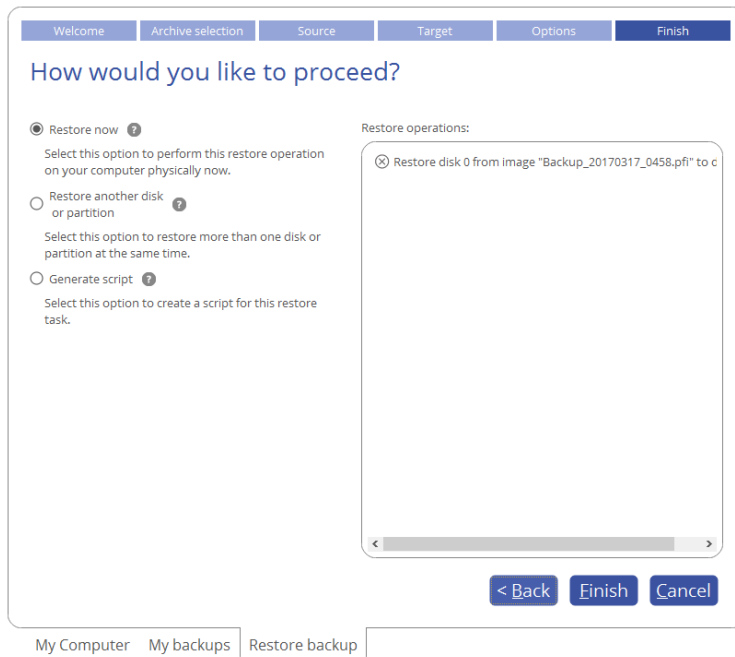 Welcome
Archive selection
Source
Target
Options
Finish
How would you like to proceed?
Restore now ?
Select this option to perform this restore operation
on your computer physically now.
Restore another disk
or partition ?
Select this option to restore more than one disk or
partition at the same time.
Generate script ?
Select this option to create a script for this restore
task.
Restore operations:
Restore disk 0 from image "Backup_20170317_0458.pfi" to d
< Back
Finish
Cancel
My Computer
My backups
Restore backup